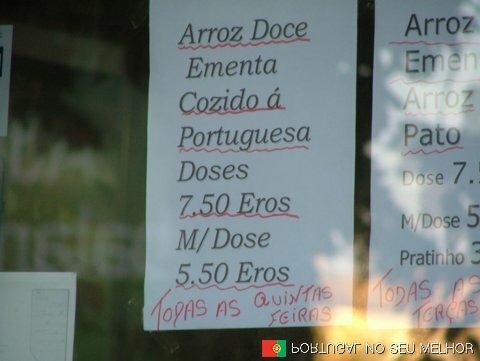 Arroz Doce
Ementa
Cozido á
Portuguesa
Doses
7.50 Eros
M/Dose
5.50 Eros
TODAS AS QUINTAS
FEIRAS
Arroz
Emen
Arroz
Pato
Dose 7.
M/Dose 5
Pratinho 3
TODAS AS
TERÇAS
PORTUGAL NO SEU MELHOR